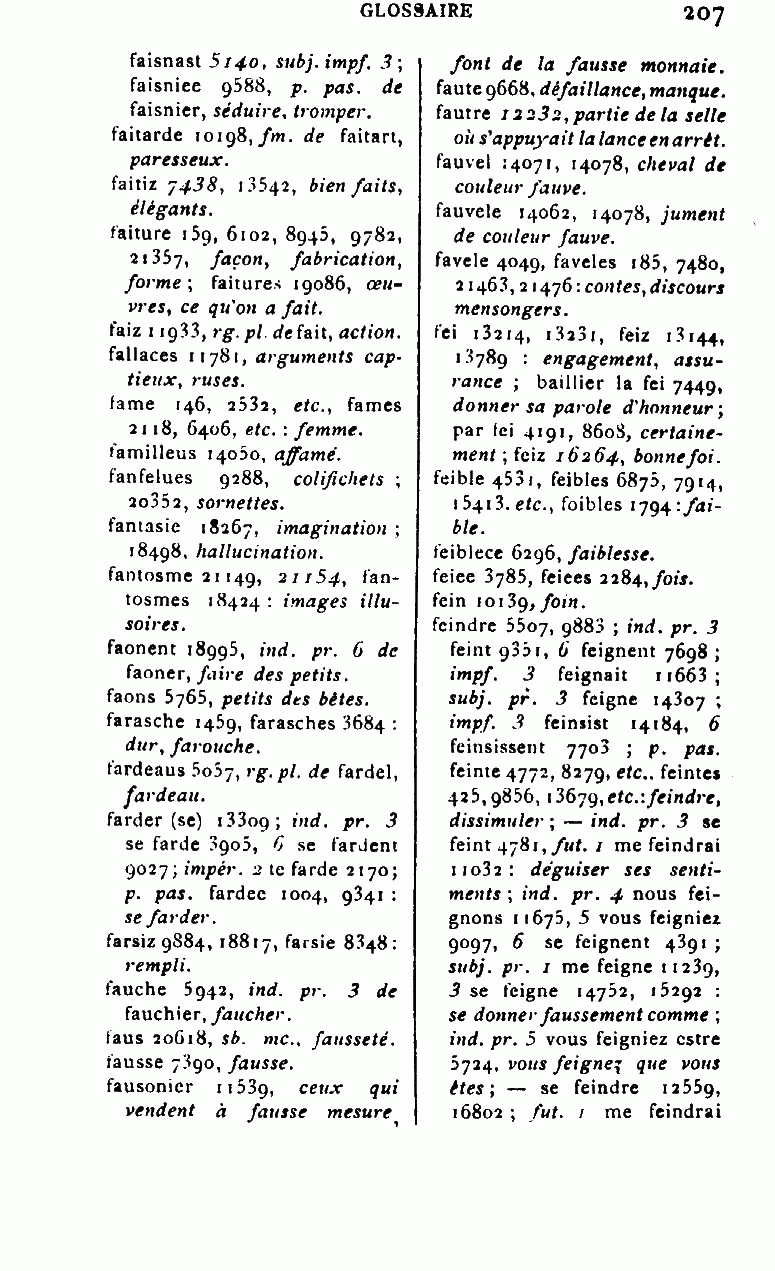 GLOSSAIRE 207
faisnast 5140, subj. impf. 3 ;
faisniee 9588, p. pas. de
faisnier, séduire, tromper.
faitarde 10198, fm. de faitart,
paresseux.
faitiz 7438, 13542, bien faits,
élégants.
faiture 159, 6102, 8945, 9782,
21357, façon, fabrication,
forme ; faitures 19086, œu-
vres, ce qu'on a fait.
faiz 11933, rg. pl. de fait, action.
fallaces 11781, arguments cap-
tieux, ruses.
fame 146, 2532, etc., fames
2118, 6406, etc. : femme.
familleus 14050, affamé.
fanfelues 9288, colifichets ;
20352, sornettes.
fantasie 18267, imagination ;
18498, hallucination.
fantosme 21149, 21154, fan-
tosmes 18424 : images illu-
soires.
faonent 18995, ind. pr. 6 de
faoner, faire des petits.
faons 5765, petits des bêtes.
farasche 1459, farasches 3684 :
dur, farouche.
fardeaus 5057, rg. pl. de fardel,
fardeau.
farder (se) 13309 ; ind. pr. 3
se farde 3905, 6 se fardent
9027 ; impér. 2 te farde 2170;
p. pas. fardee 1004, 9341 :
se farder.
farsiz 9884, 18817, farsie 8348 :
rempli.
fauche 5942, ind. pr. 3 de
fauchier, faucher.
faus 20618, sb. mc., fausseté.
fausse 7390, fausse.
fausonier 11539, ceux qui
vendent à fausse mesure,
font de la fausse monnaie.
faute 9668, défaillance, manque.
fautre 12232, partie de la selle
où s'appuyait la lance en arrêt.
fauvel 14071, 14078, cheval de
couleur fauve.
fauvele 14062, 14078, jument
de couleur fauve.
favele 4049, faveles 185, 7480,
21463, 21476 : contes, discours
mensongers.
fei 13214, 13231, feiz 13144,
13789 : engagement, assu-
rance ; baillier la fei 7449,
donner sa parole d'honneur ;
par fei 4191, 8608, certaine-
ment ; feiz 16264, bonne foi.
feible 4531, feibles 6875, 7914,
15413. etc., foibles 1794 : fai-
ble.
feiblece 6296, faiblesse.
feiee 3785, feiees 2284, fois.
fein 10139, foin.
feindre 5507, 9883 ; ind. pr. 3
feint 9351, 6 feignent 7698 ;
impf. 3 feignait 11663 ;
subj. pr. 3 feigne 14307 ;
impf. 3 feinsist 14184, 6
feinsissent 7703 ; p. pas.
feinte 4772, 8279, etc.. feintes
425, 9856, 13679, etc.: feindre,
dissimuler ; — ind. pr. 3 se
feint 4781, fut. 1 me feindrai
11032 : déguiser ses senti-
ments ; ind. pr. 4 nous fei-
gnons 11675, 5 vous feigniez
9097, 6 se feignent 4391 ;
subj. pr. 1 me feigne 11239,
3 se feigne 14752, 15292 :
se donner faussement comme ;
ind. pr. 5 vous feigniez estre
5724, vous feignez que vous
êtes ; — se feindre 12559,
16802 ; fut. 1 me feindrai